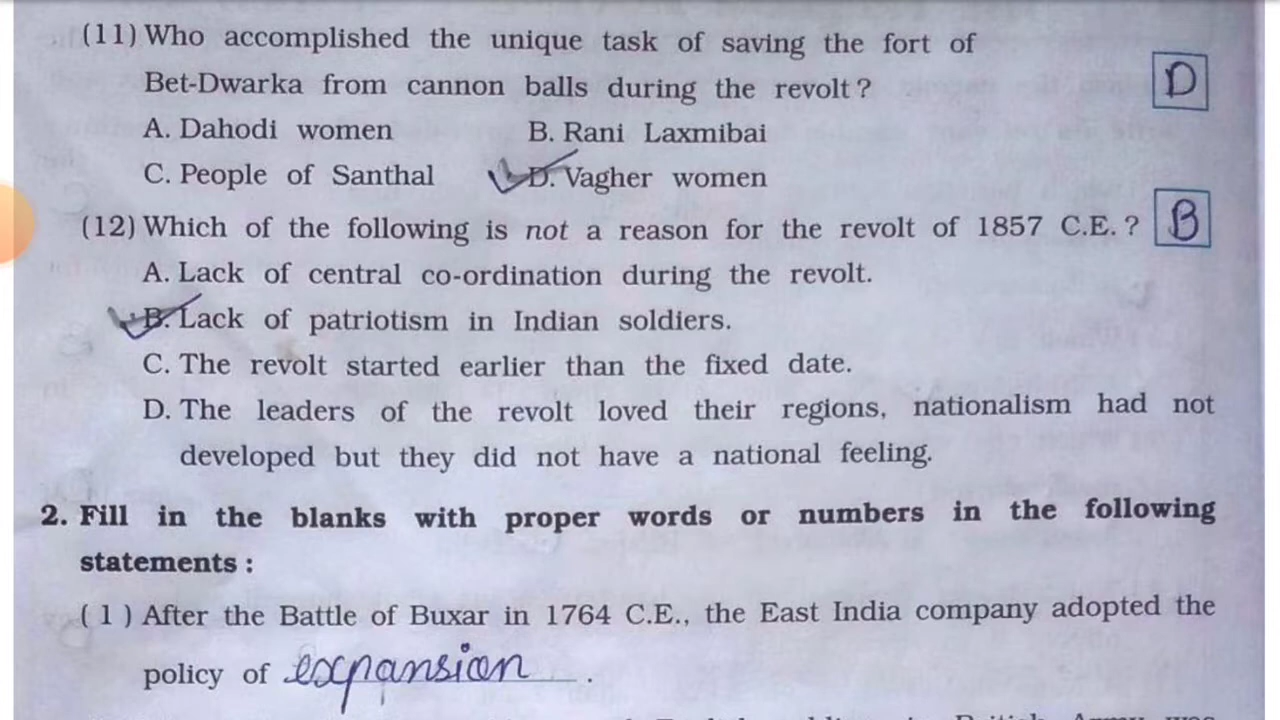 (11) Who accomplished the unique task of saving the fort of
Bet-Dwarka from cannon balls during the revolt? D
A. Dahodi women B. Rani Laxmibai
C. People of Santhal D. Vagher women
(12) Which of the following is not a reason for the revolt of 1857 C.E. ? B
A. Lack of central co-ordination during the revolt.
B. Lack of patriotism in Indian soldiers.
C. The revolt started earlier than the fixed date.
D. The leaders of the revolt loved their regions, nationalism had not
developed but they did not have a national feeling.
2. Fill in the blanks with proper words or numbers in the following
statements :
( 1 ) After the Battle of Buxar in 1764 C.E., the East India company adopted the
policy of expansion .